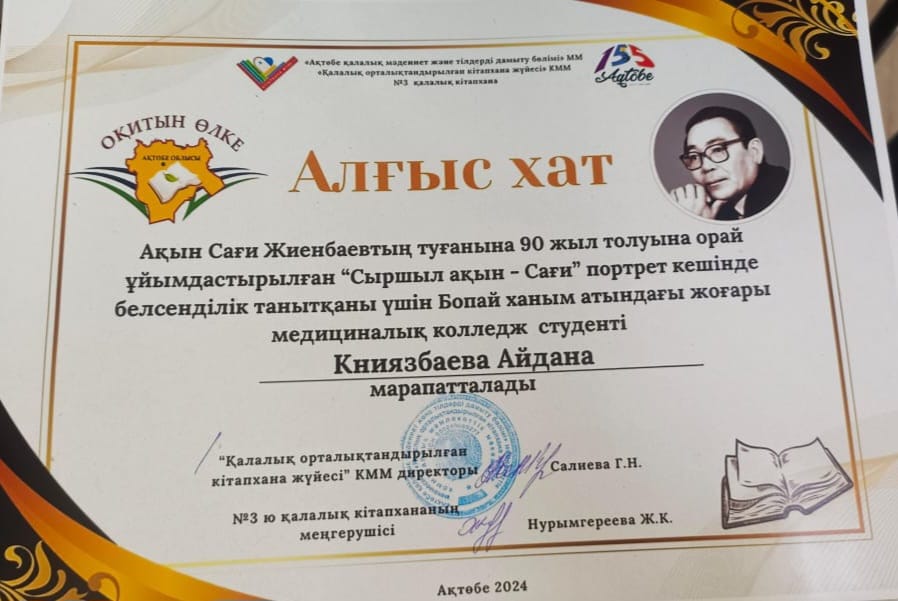 «Ақтөбе қалалық мәдениет және тілдерді дамыту бөлімі» ММ
«Қалалық орталықтандырылған кітапхана жүйесі» КММ
№3 қалалық кітапхана
155
Aqtöbe
ОҚИТЫН ӨЛКЕ
АҚТӨБЕ ОБЛЫСЫ
Алғыс хат
Ақын Сағи Жиенбаевтың туғанына 90 жыл толуына орай
ұйымдастырылған “Сыршыл ақын - Сағи” портрет кешінде
белсенділік танытқаны үшін Бопай ханым атындағы жоғары
медициналық колледж студенті
Книязбаева Айдана
марапатталады
“Қалалық орталықтандырылған
кітапхана жүйесі” КММ директоры
Салиева Г.Н.
№3 ю қалалық кітапхананың
меңгерушісі
Нурымгереева Ж.К.
Ақтөбе 2024